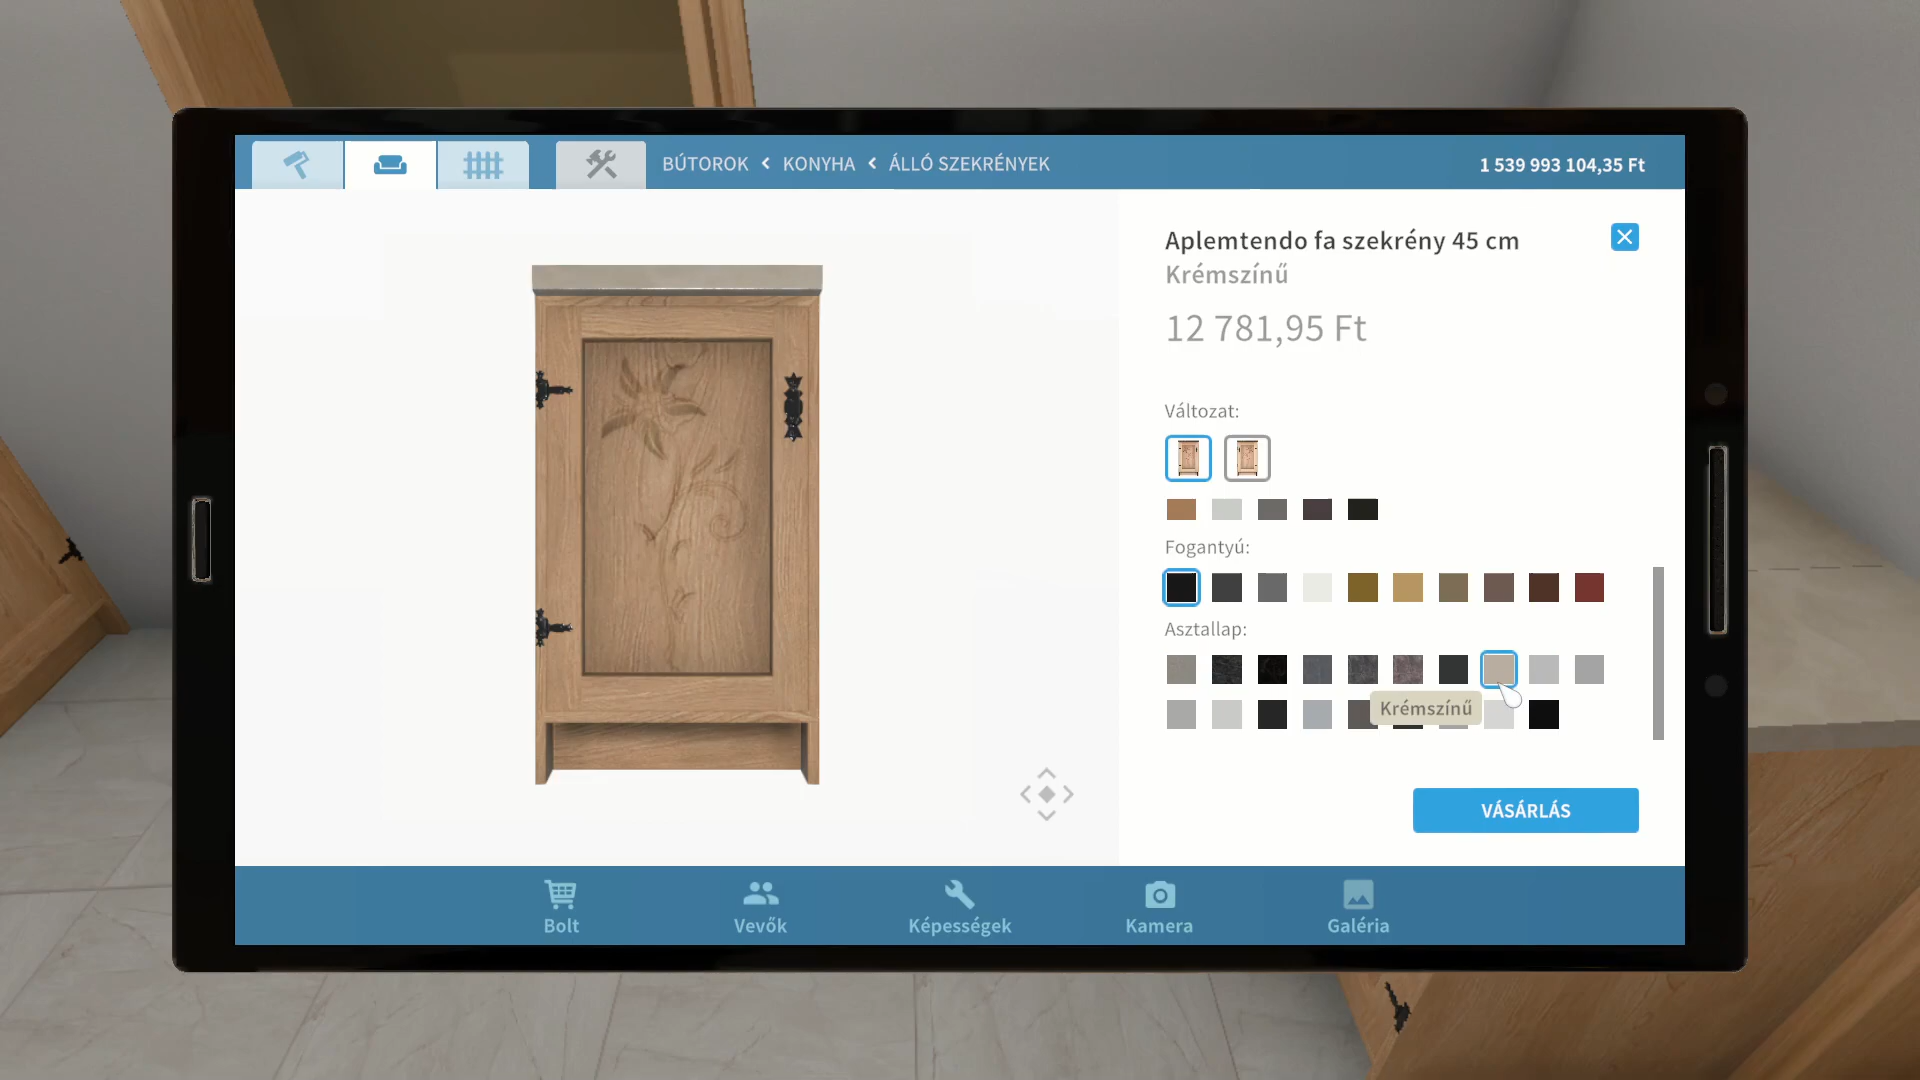 BÚTOROK < KONYHA < ÁLLÓ SZEKRÉNYEK
1 539 993 104,35 Ft
Aplemtendo fa szekrény 45 cm
Krémszínű
12 781,95 Ft
Változat:
Fogantyú:
Asztallap:
Krémszínű
VÁSÁRLÁS
Bolt
Vevők
Képességek
Kamera
Galéria